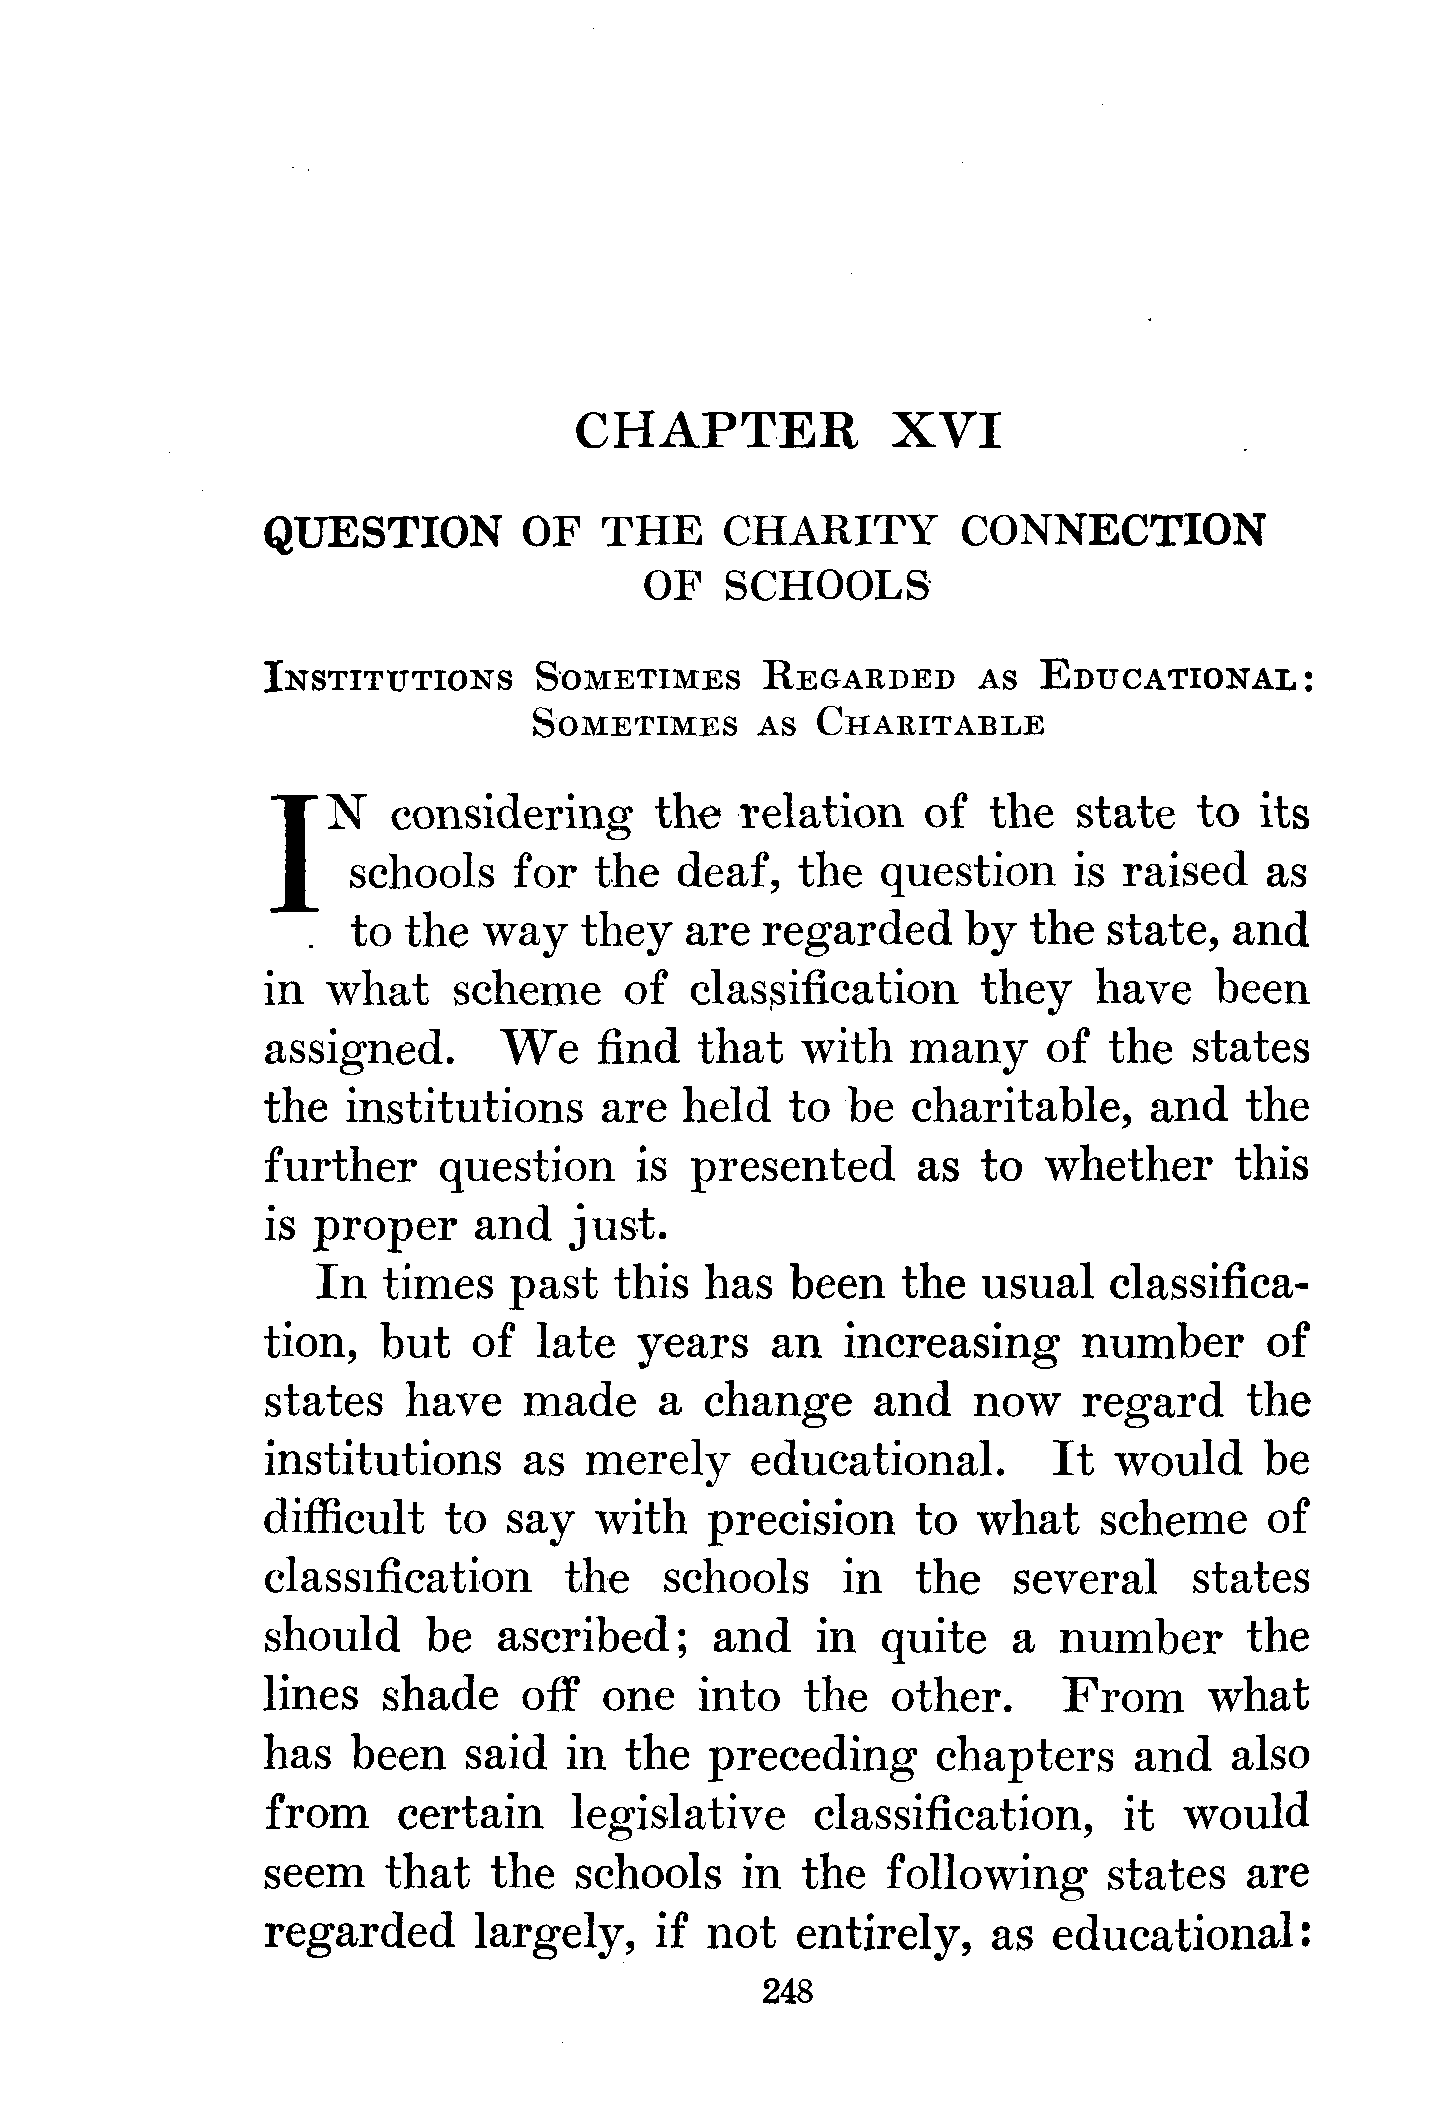 CHAPTER XVI
QUESTION OF THE CHARITY CONNECTION
OF SCHOOLS
Institutions Sometimes Regarded as Educational:
Sometimes as Charitable
IN considering the relation of the state to its
schools for the deaf, the question is raised as
to the way they are regarded by the state, and
in what scheme of classification they have been
assigned. We find that with many of the states
the institutions are held to be charitable, and the
further question is presented as to whether this
is proper and just.
In times past this has been the usual classifica-
tion, but of late years an increasing number of
states have made a change and now regard the
institutions as merely educational. It would be
difficult to say with precision to what scheme of
classification the schools in the several states
should be ascribed; and in quite a number the
lines shade off one into the other. From what
has been said in the preceding chapters and also
from certain legislative classification, it would
seem that the schools in the following states are
regarded largely, if not entirely, as educational:
248